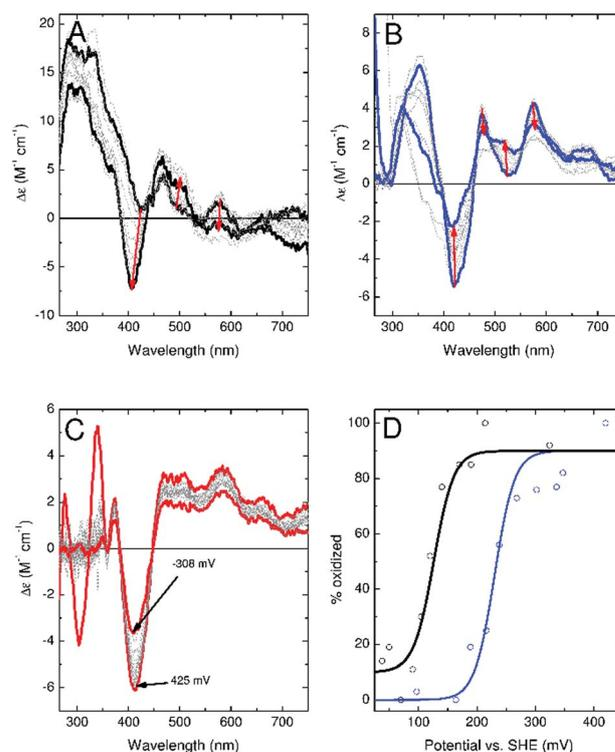 A
B
20
15
10
5
0
-5
-10
Δε (M⁻¹ cm⁻¹)
300 400 500 600 700
Wavelength (nm)
8
6
4
2
0
-2
-4
-6
Δε (M⁻¹ cm⁻¹)
300 400 500 600 700
Wavelength (nm)
C
D
6
4
2
0
-2
-4
-6
Δε (M⁻¹ cm⁻¹)
-308 mV
425 mV
300 400 500 600 700
Wavelength (nm)
100
80
60
40
20
0
% oxidized
100 200 300 400
Potential vs. SHE (mV)